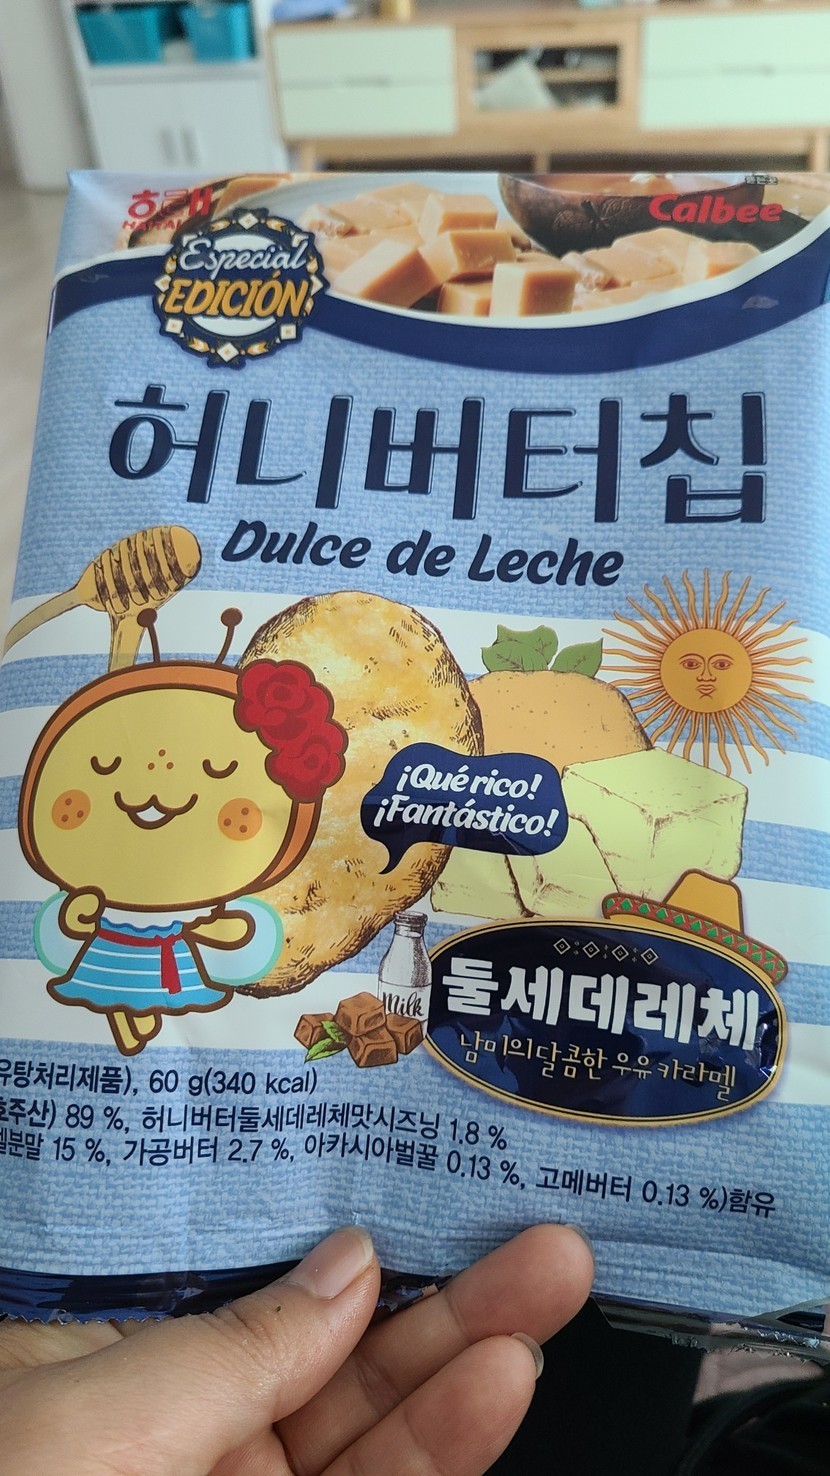 해태
Calbee
Especial
EDICIÓN
허니버터칩
Dulce de Leche
¡Qué rico!
¡Fantástico!
Milk
둘세데레체
남미의 달콤한 우유 카라멜
유탕처리제품), 60 g(340 kcal)
호주산) 89 %, 허니버터둘세데레체맛시즈닝 1.8 %
분말 15 %, 가공버터 2.7 %, 아카시아벌꿀 0.13 %, 고메버터 0.13 %)함유